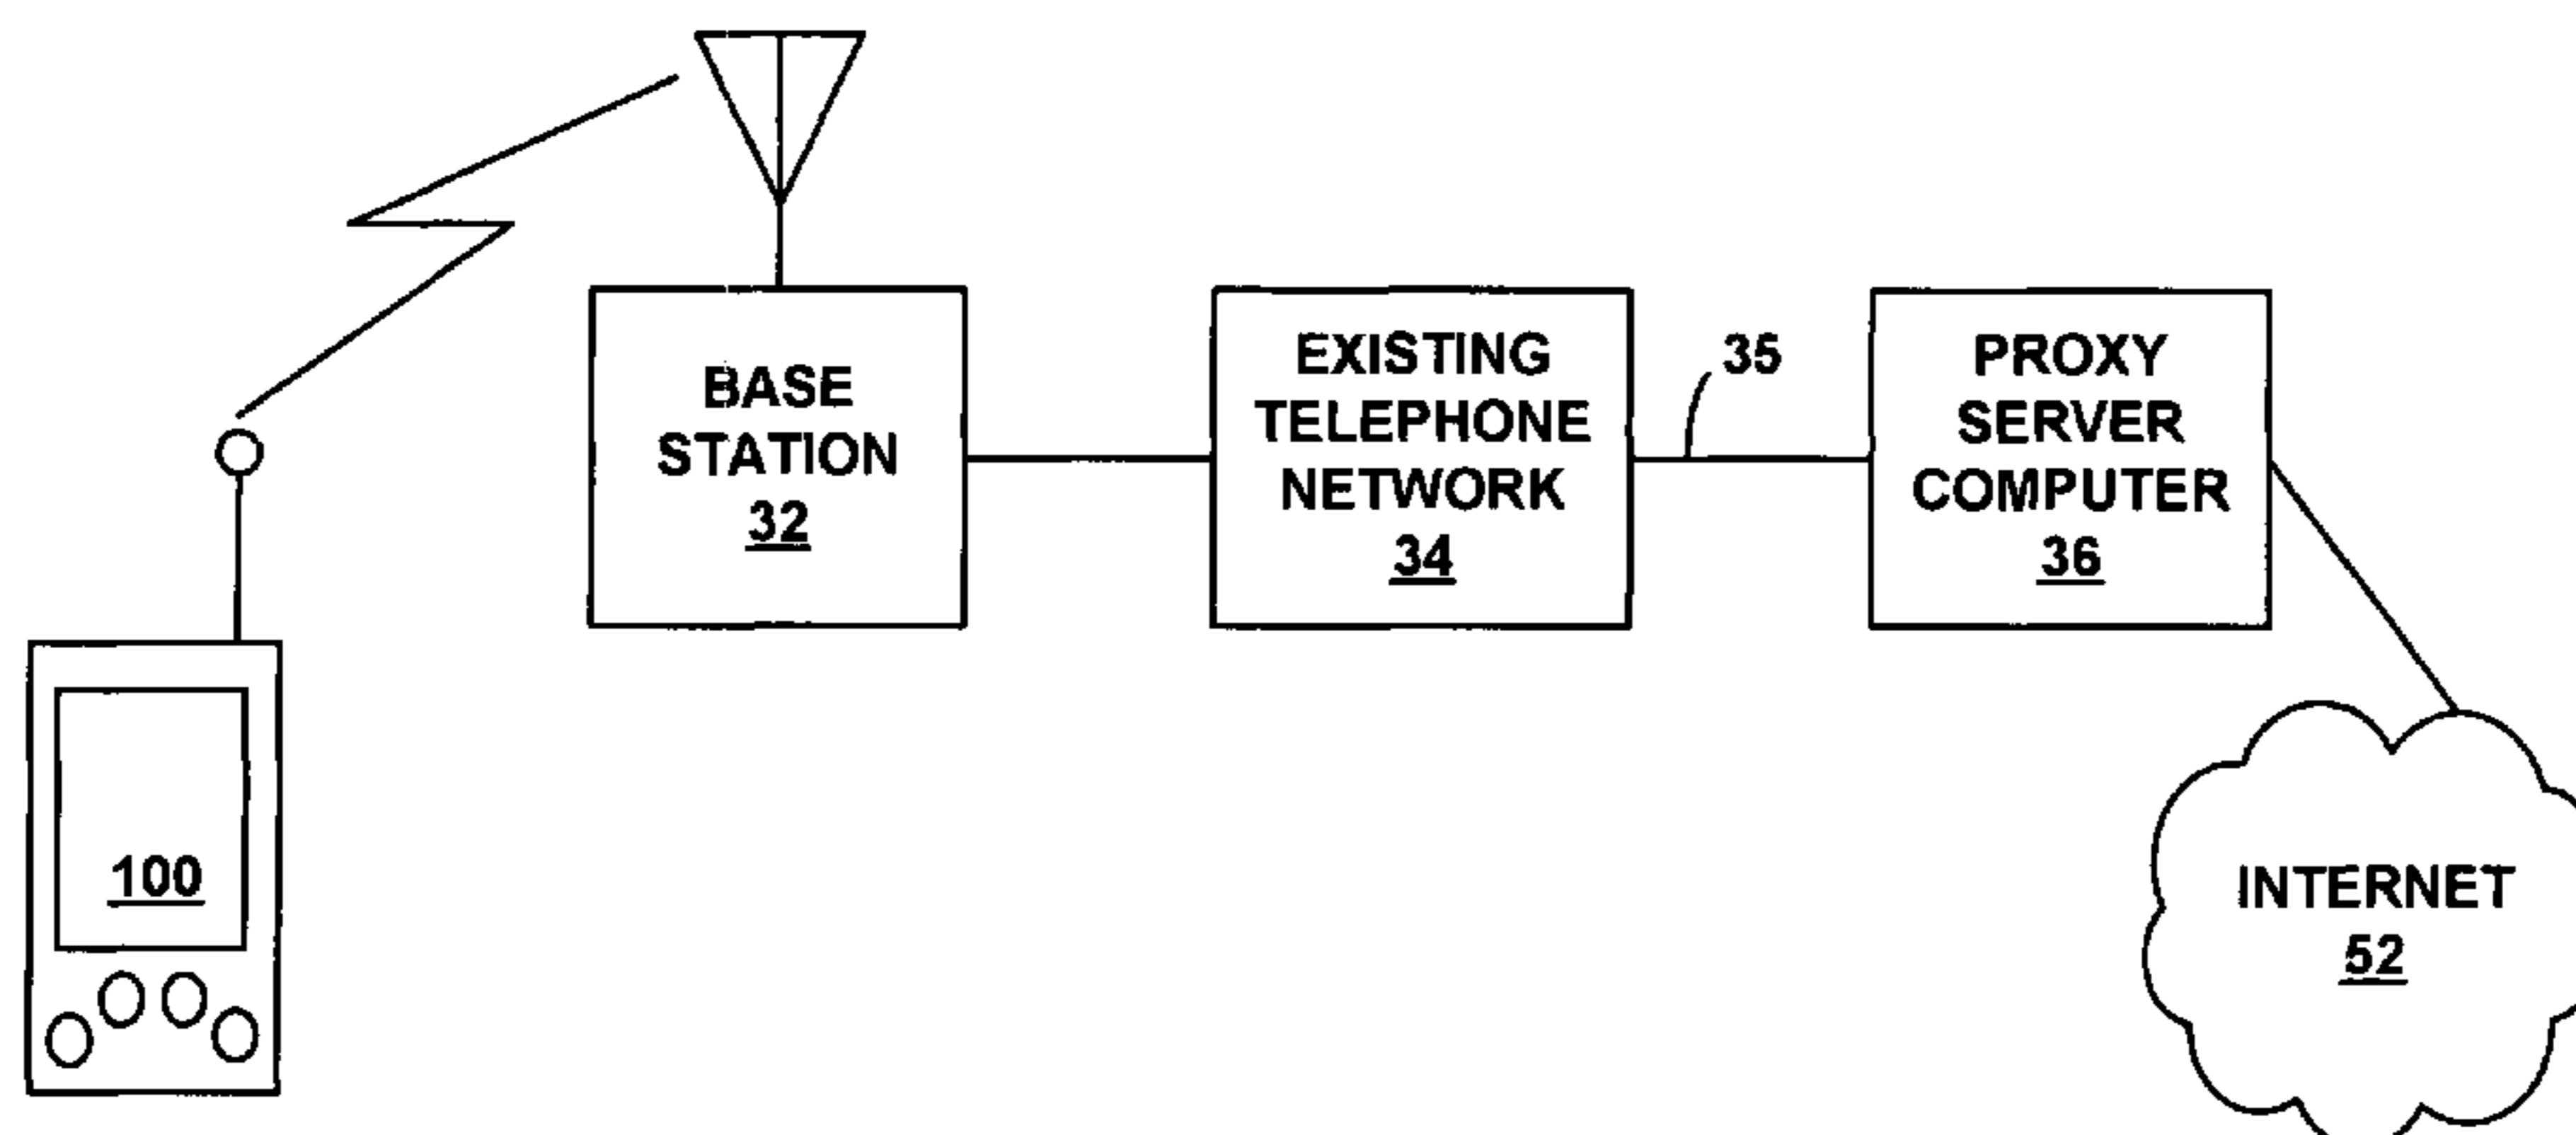 BASE
STATION
32
EXISTING
TELEPHONE
NETWORK
34
35
PROXY
SERVER
COMPUTER
36
100
INTERNET
52